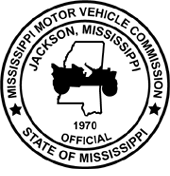 MISSISSIPPI MOTOR VEHICLE COMMISSION
JACKSON, MISSISSIPPI
1970
OFFICIAL
STATE OF MISSISSIPPI